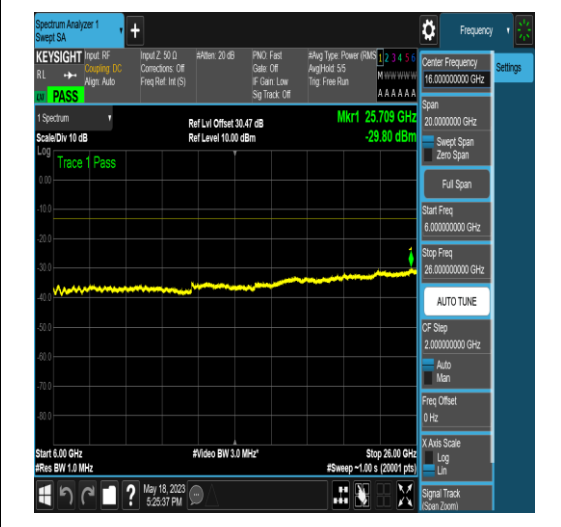 Spectrum Analyzer 1
Swept SA
Frequency
KEYSIGHT
RL
PASS
Input: RF
Coupling: DC
Align: Auto
Input Z: 50 Ω
Corrections: Off
Freq Ref: Int (S)
#Atten: 20 dB
PNO: Fast
Gate: Off
IF Gain: Low
Sig Track: Off
#Avg Type: Power (RMS
Avg|Hold: 5/5
Trig: Free Run
1 2 3 4 5 6
M W W W W W
A A A A A A
Center Frequency
16.000000000 GHz
Settings
Span
20.0000000 GHz
Swept Span
Zero Span
Full Span
Start Freq
6.000000000 GHz
Stop Freq
26.000000000 GHz
AUTO TUNE
CF Step
2.000000000 GHz
Auto
Man
Freq Offset
0 Hz
X Axis Scale
Log
Lin
Signal Track
(Span Zoom)
1 Spectrum
Scale/Div 10 dB
Ref Lvl Offset 30.47 dB
Ref Level 10.00 dBm
Mkr1 25.709 GHz
-29.80 dBm
Log
Trace 1 Pass
0.00
-10.0
-20.0
-30.0
-40.0
-50.0
-60.0
-70.0
-80.0
1
Start 6.00 GHz
#Res BW 1.0 MHz
#Video BW 3.0 MHz*
Stop 26.00 GHz
#Sweep ~1.00 s (20001 pts)
May 18, 2023
5:25:37 PM